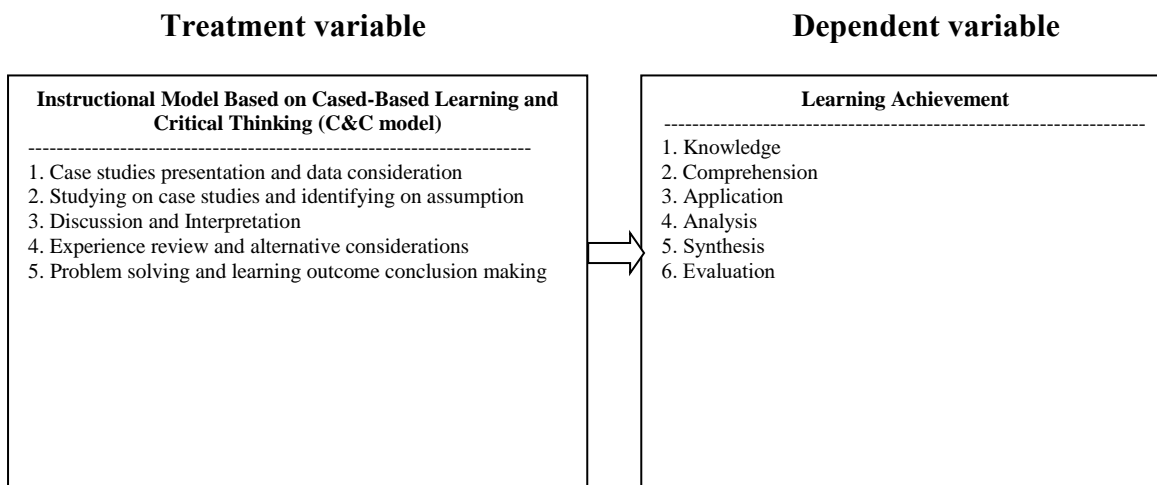 Treatment variable
Dependent variable
Instructional Model Based on Cased-Based Learning and
Critical Thinking (C&C model)
-----------------------------------------------------------------------
1. Case studies presentation and data consideration
2. Studying on case studies and identifying on assumption
3. Discussion and Interpretation
4. Experience review and alternative considerations
5. Problem solving and learning outcome conclusion making
Learning Achievement
---------------------------------------------------------------------
1. Knowledge
2. Comprehension
3. Application
4. Analysis
5. Synthesis
6. Evaluation